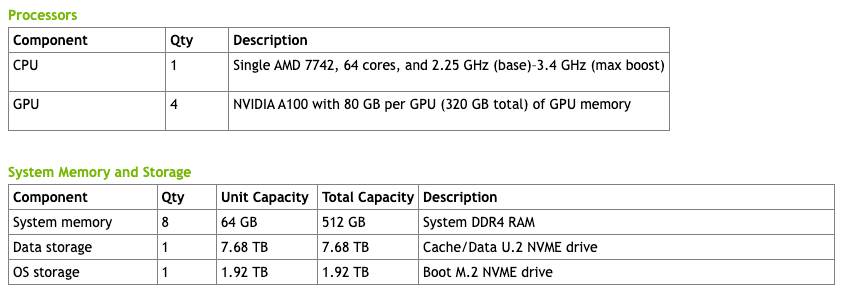 Processors
Component Qty Description
CPU 1 Single AMD 7742, 64 cores, and 2.25 GHz (base)–3.4 GHz (max boost)
GPU 4 NVIDIA A100 with 80 GB per GPU (320 GB total) of GPU memory
System Memory and Storage
Component Qty Unit Capacity Total Capacity Description
System memory 8 64 GB 512 GB System DDR4 RAM
Data storage 1 7.68 TB 7.68 TB Cache/Data U.2 NVME drive
OS storage 1 1.92 TB 1.92 TB Boot M.2 NVME drive